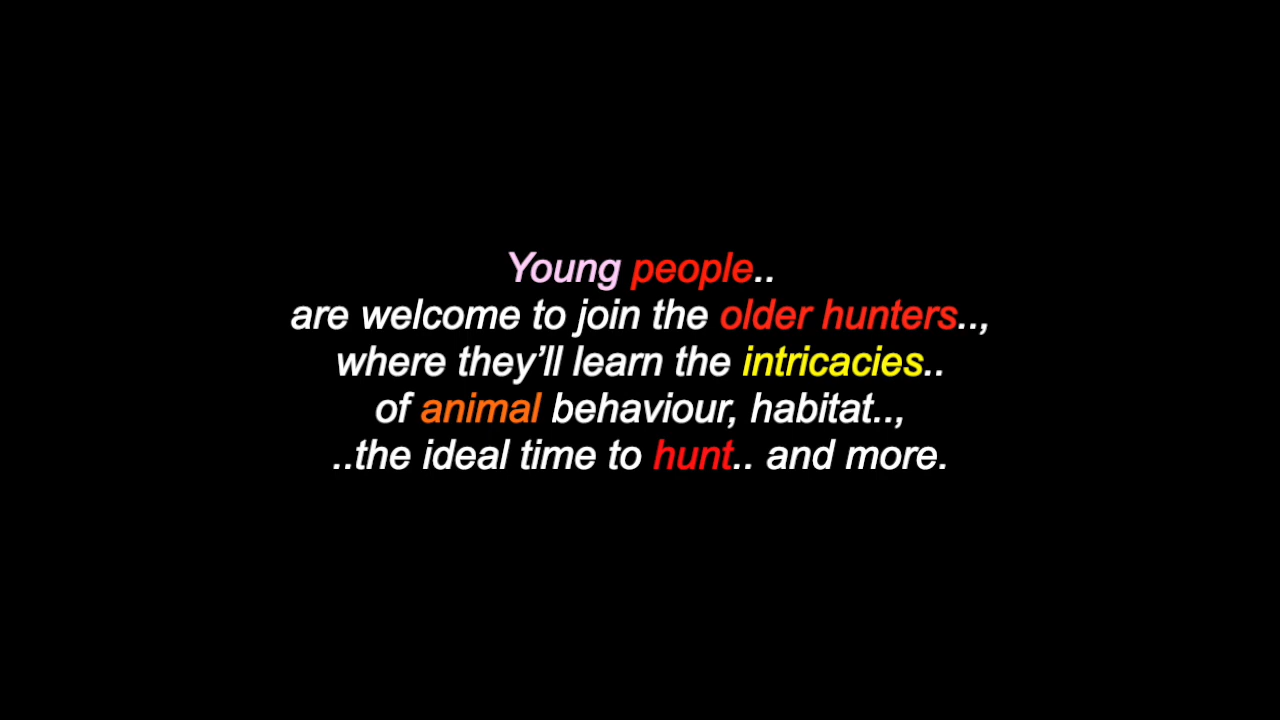 Young people..
are welcome to join the older hunters..,
where they’ll learn the intricacies..
of animal behaviour, habitat..,
..the ideal time to hunt.. and more.